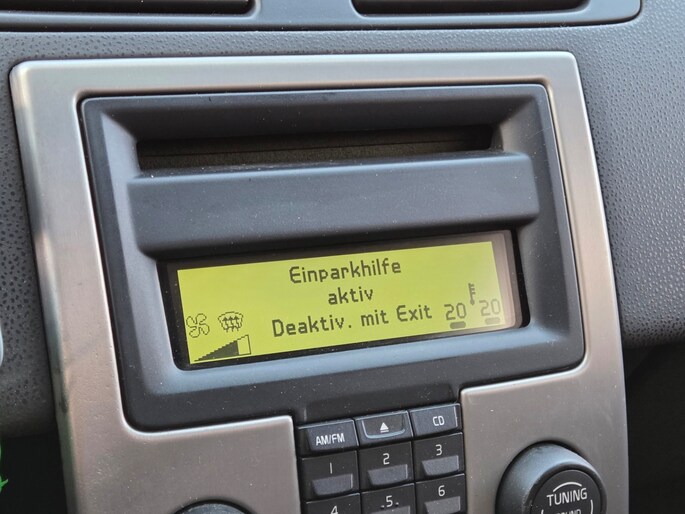 Einparkhilfe
aktiv
Deaktiv. mit Exit 20 20
AM/FM CD
1 2 3
4 5 6
TUNING